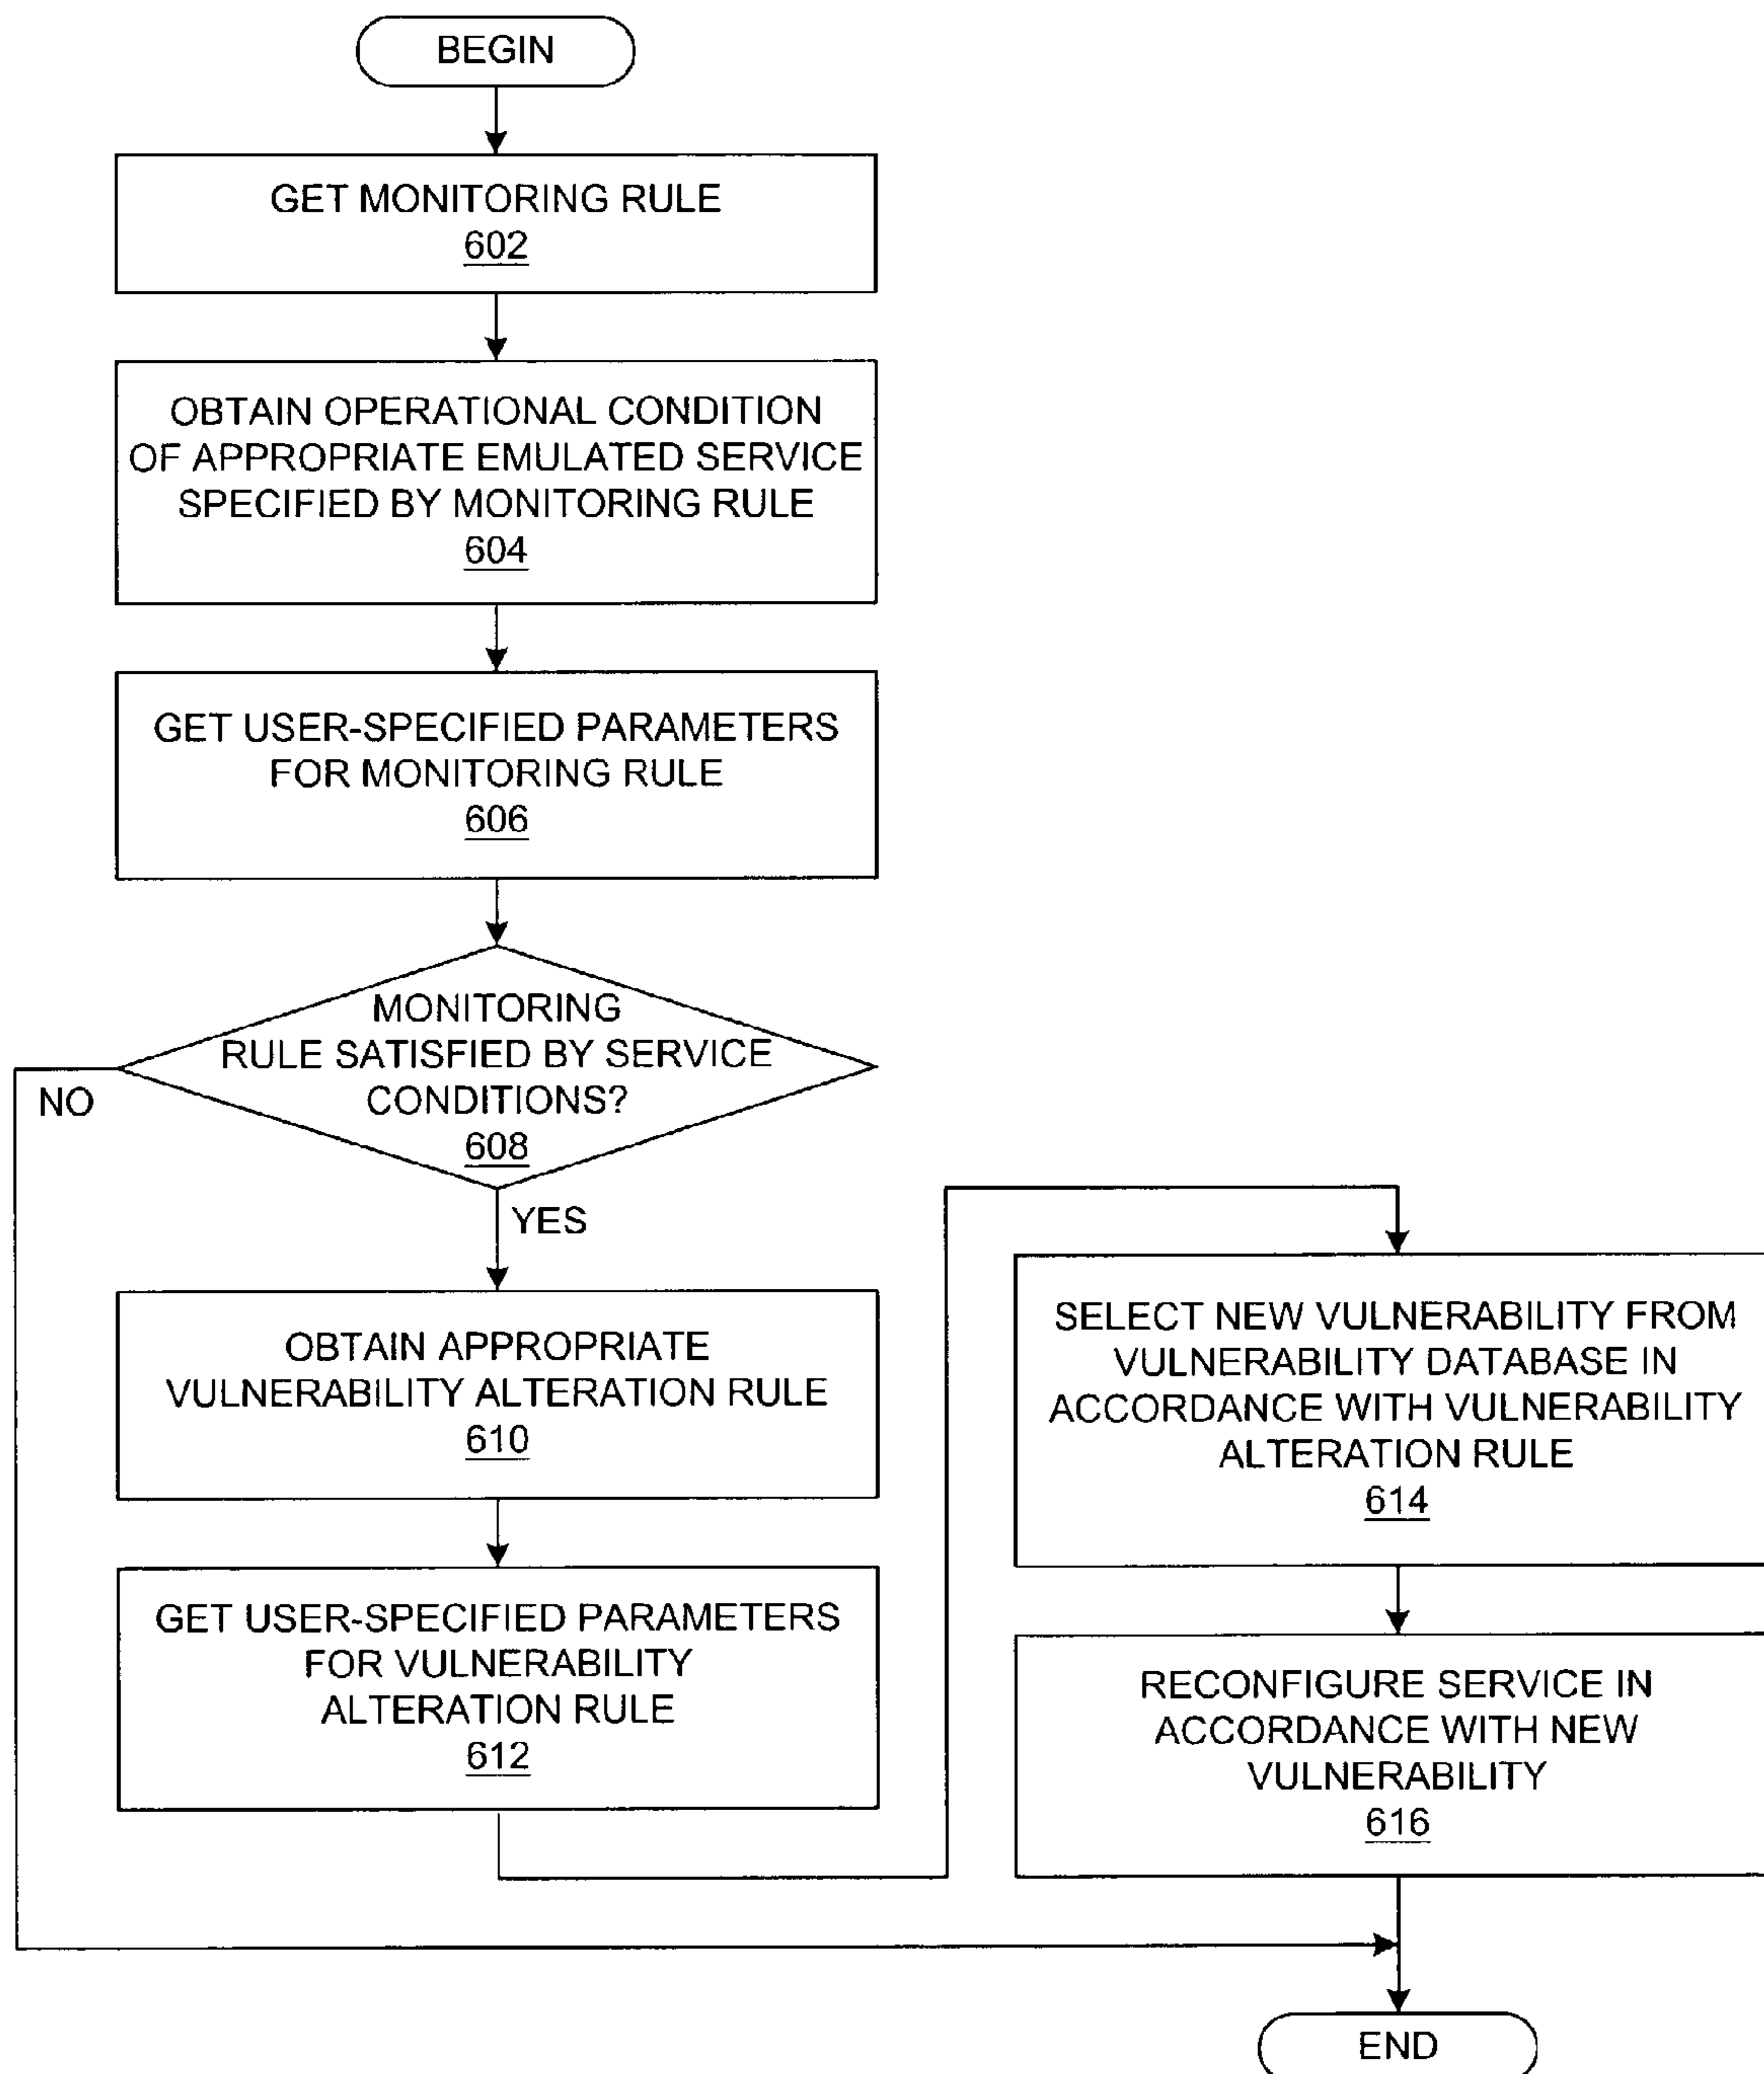 BEGIN
GET MONITORING RULE
602
OBTAIN OPERATIONAL CONDITION
OF APPROPRIATE EMULATED SERVICE
SPECIFIED BY MONITORING RULE
604
GET USER-SPECIFIED PARAMETERS
FOR MONITORING RULE
606
MONITORING
RULE SATISFIED BY SERVICE
CONDITIONS?
608
NO
YES
OBTAIN APPROPRIATE
VULNERABILITY ALTERATION RULE
610
GET USER-SPECIFIED PARAMETERS
FOR VULNERABILITY
ALTERATION RULE
612
SELECT NEW VULNERABILITY FROM
VULNERABILITY DATABASE IN
ACCORDANCE WITH VULNERABILITY
ALTERATION RULE
614
RECONFIGURE SERVICE IN
ACCORDANCE WITH NEW
VULNERABILITY
616
END